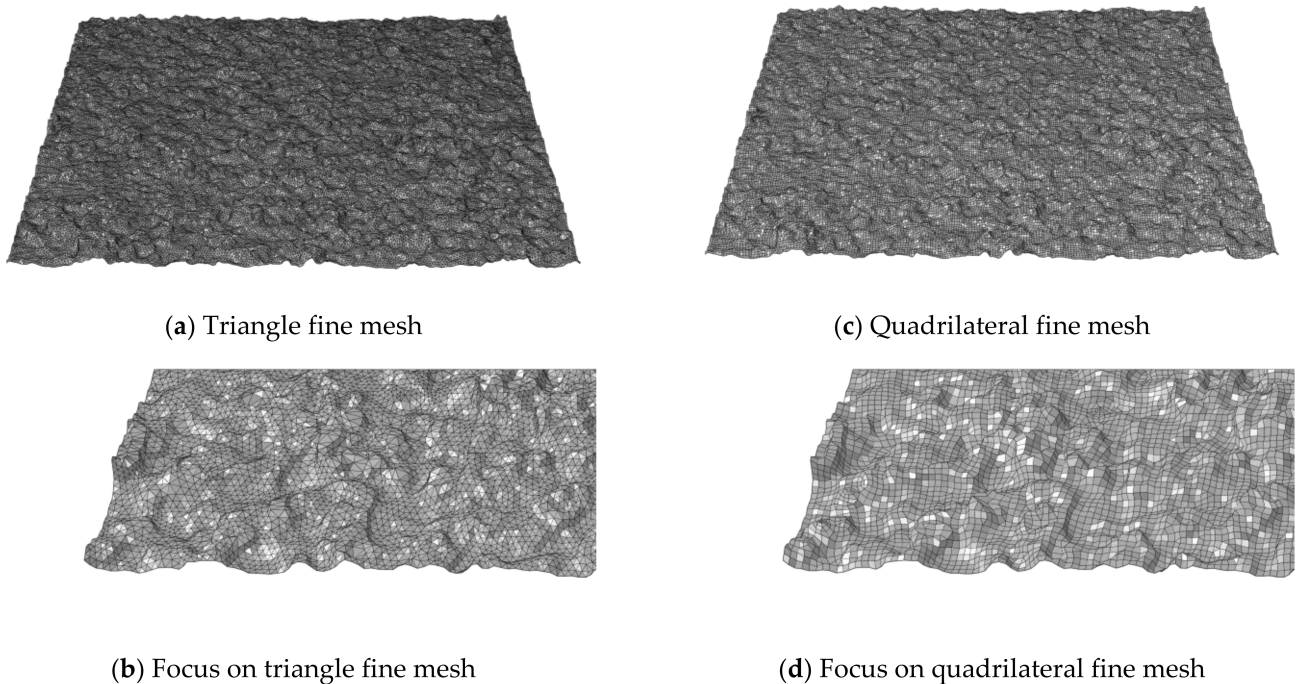 (a) Triangle fine mesh
(c) Quadrilateral fine mesh
(b) Focus on triangle fine mesh
(d) Focus on quadrilateral fine mesh